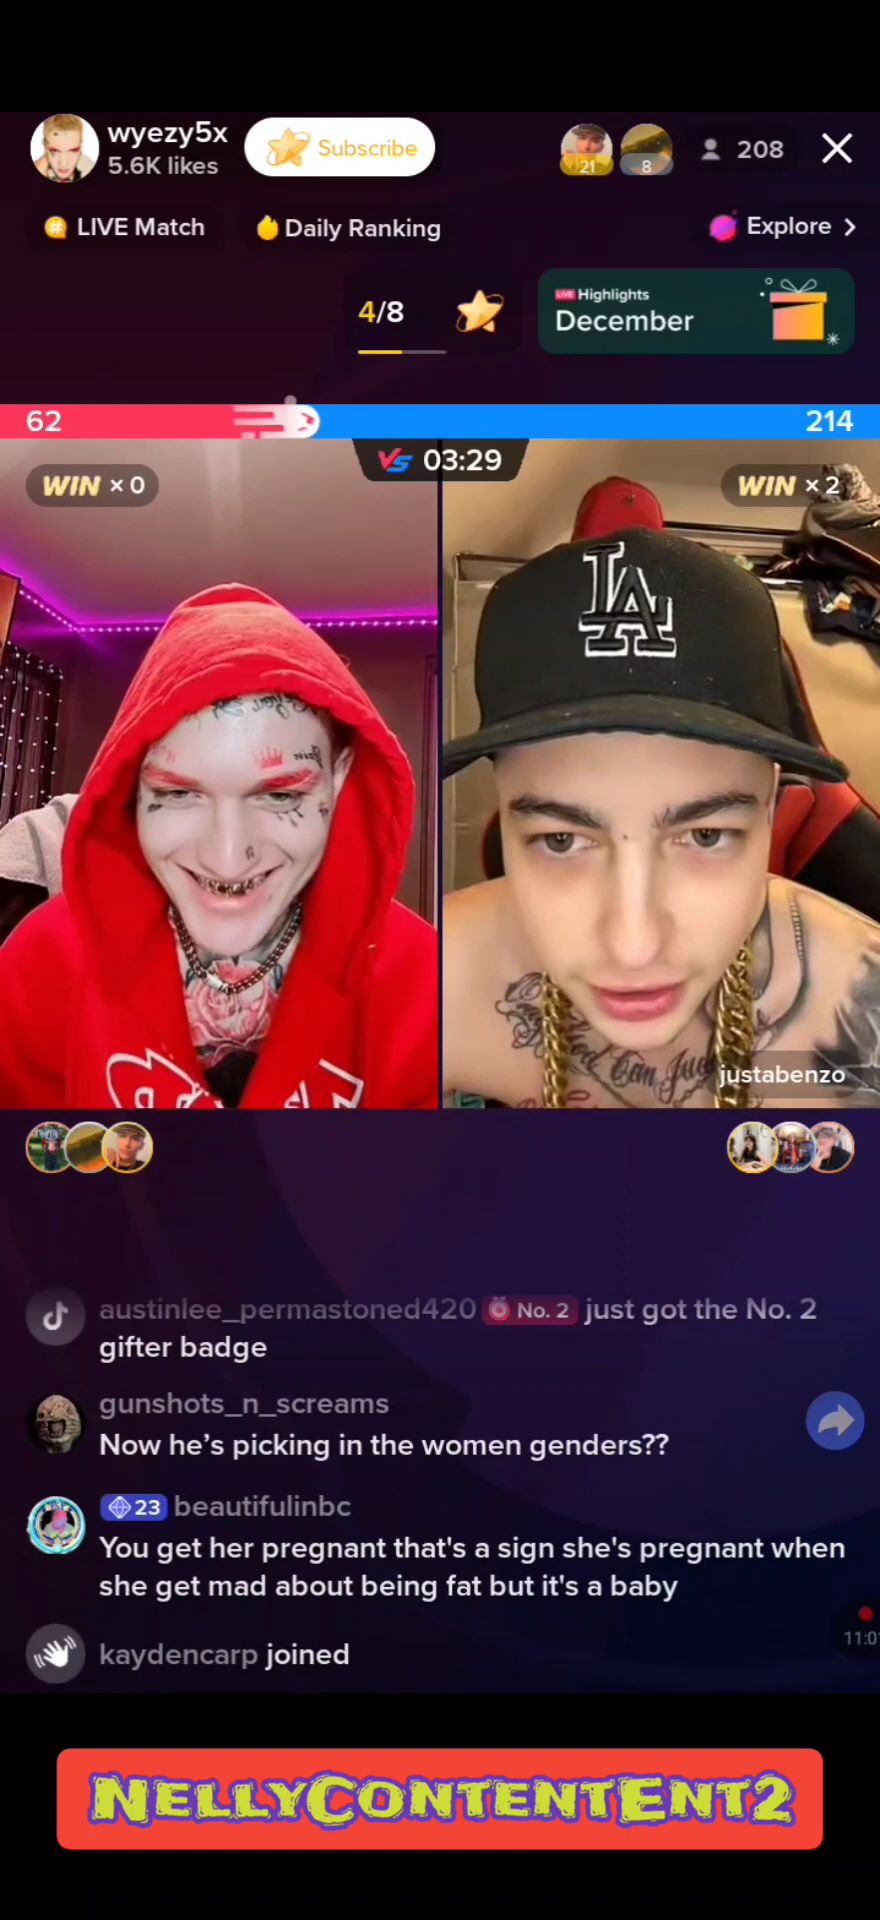 wyezy5x
5.6K likes
Subscribe
21
8
208
LIVE Match
Daily Ranking
Explore
4/8
LIVE Highlights
December
62
214
VS 03:29
WIN × 0
WIN × 2
LA
justabenzo
austinlee_permastoned420 No. 2 just got the No. 2
gifter badge
gunshots_n_screams
Now he’s picking in the women genders??
23 beautifulinbc
You get her pregnant that's a sign she's pregnant when
she get mad about being fat but it's a baby
kaydencarp joined
NELLYCONTENTENT2